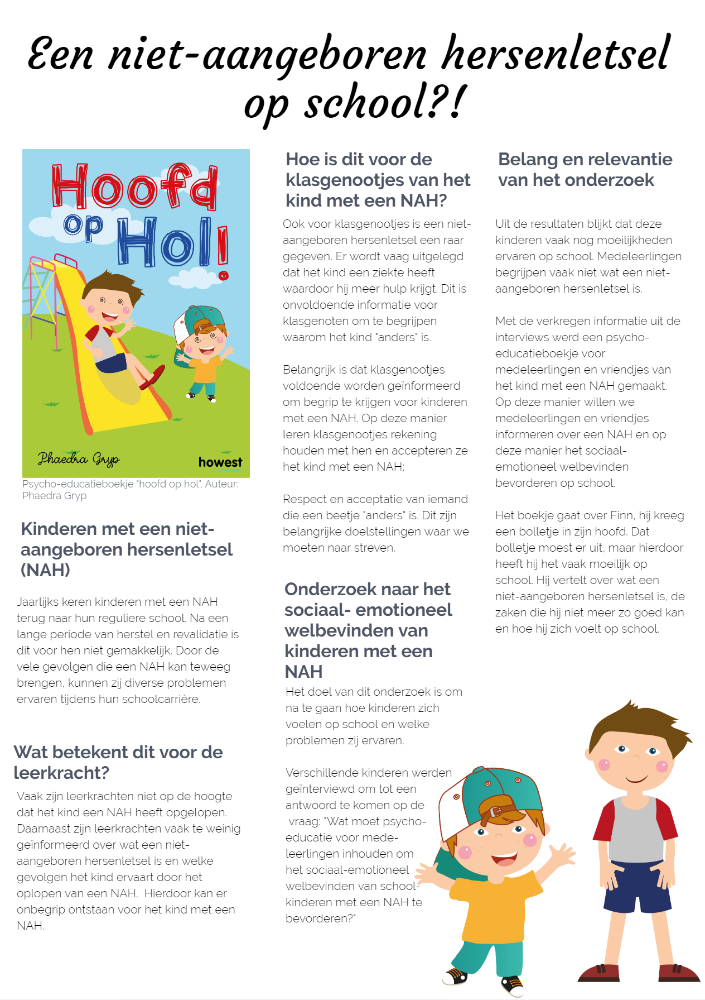 Een niet-aangeboren hersenletsel
op school?!
Hoofd
op Hol!
Phaedra Gryp
howest
Psycho-educatieboekje "hoofd op hol". Auteur:
Phaedra Gryp
Kinderen met een niet-
aangeboren hersenletsel
(NAH)
Jaarlijks keren kinderen met een NAH
terug naar hun reguliere school. Na een
lange periode van herstel en revalidatie is
dit voor hen niet gemakkelijk. Door de
vele gevolgen die een NAH kan teweeg
brengen, kunnen zij diverse problemen
ervaren tijdens hun schoolcarrière.
Wat betekent dit voor de
leerkracht?
Vaak zijn leerkrachten niet op de hoogte
dat het kind een NAH heeft opgelopen.
Daarnaast zijn leerkrachten vaak te weinig
geïnformeerd over wat een niet-
aangeboren hersenletsel is en welke
gevolgen het kind ervaart door het
oplopen van een NAH.  Hierdoor kan er
onbegrip ontstaan voor het kind met een
NAH.
Hoe is dit voor de
klasgenootjes van het
kind met een NAH?
Ook voor klasgenootjes is een niet-
aangeboren hersenletsel een raar
gegeven. Er wordt vaag uitgelegd
dat het kind een ziekte heeft
waardoor hij meer hulp krijgt. Dit is
onvoldoende informatie voor
klasgenoten om te begrijpen
waarom het kind "anders" is.
Belangrijk is dat klasgenootjes
voldoende worden geïnformeerd
om begrip te krijgen voor kinderen
met een NAH. Op deze manier
leren klasgenootjes rekening
houden met hen en accepteren ze
het kind met een NAH;
Respect en acceptatie van iemand
die een beetje "anders" is. Dit zijn
belangrijke doelstellingen waar we
moeten naar streven.
Onderzoek naar het
sociaal- emotioneel
welbevinden van
kinderen met een
NAH
Het doel van dit onderzoek is om
na te gaan hoe kinderen zich
voelen op school en welke
problemen zij ervaren.
Verschillende kinderen werden
geïnterviewd om tot een
antwoord te komen op de
vraag: "Wat moet psycho-
educatie voor mede-
leerlingen inhouden om
het sociaal-emotioneel
welbevinden van school-
kinderen met een NAH te
bevorderen?"
Belang en relevantie
van het onderzoek
Uit de resultaten blijkt dat deze
kinderen vaak nog moeilijkheden
ervaren op school. Medeleerlingen
begrijpen vaak niet wat een niet-
aangeboren hersenletsel is.
Met de verkregen informatie uit de
interviews werd een psycho-
educatieboekje voor
medeleerlingen en vriendjes van
het kind met een NAH gemaakt.
Op deze manier willen we
medeleerlingen en vriendjes
informeren over een NAH en op
deze manier het sociaal-
emotioneel welbevinden
bevorderen op school.
Het boekje gaat over Finn, hij kreeg
een bolletje in zijn hoofd. Dat
bolletje moest er uit, maar hierdoor
heeft hij het vaak moeilijk op
school. Hij vertelt over wat een
niet-aangeboren hersenletsel is, de
zaken die hij niet meer zo goed kan
en hoe hij zich voelt op school.